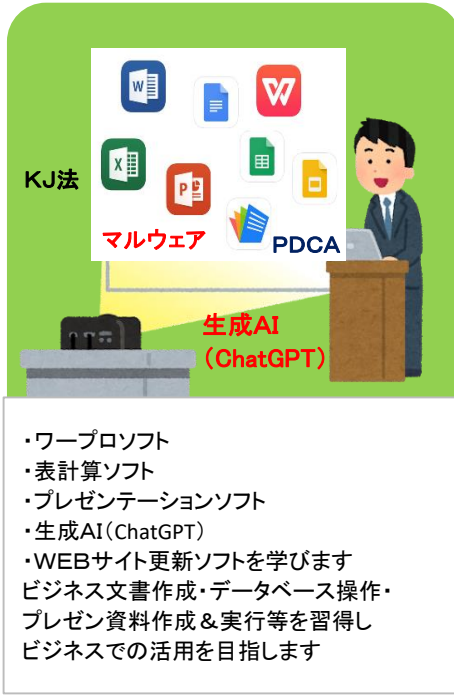 W
W
KJ法
X
P
マルウェア
PDCA
生成AI
（ChatGPT）
・ワープロソフト
・表計算ソフト
・プレゼンテーションソフト
・生成AI（ChatGPT）
・WEBサイト更新ソフトを学びます
ビジネス文書作成・データベース操作・
プレゼン資料作成＆実行等を習得し
ビジネスでの活用を目指します